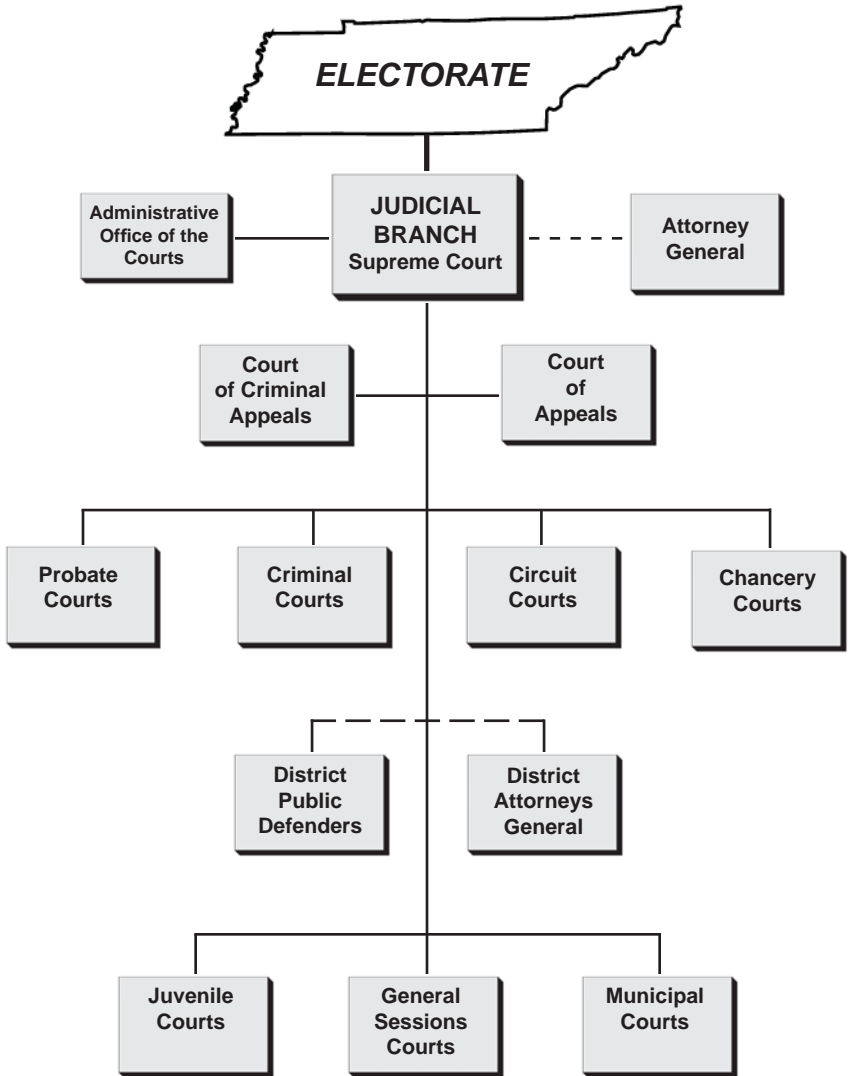 ELECTORATE
Administrative
Office of the
Courts
JUDICIAL
BRANCH
Supreme Court
Attorney
General
Court
of Criminal
Appeals
Court
of
Appeals
Probate
Courts
Criminal
Courts
Circuit
Courts
Chancery
Courts
District
Public
Defenders
District
Attorneys
General
Juvenile
Courts
General
Sessions
Courts
Municipal
Courts